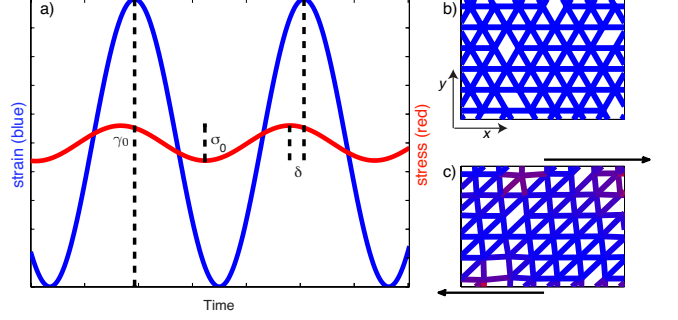 a)
strain (blue)
γ0
σ0
δ
stress (red)
Time
b)
y
x
c)